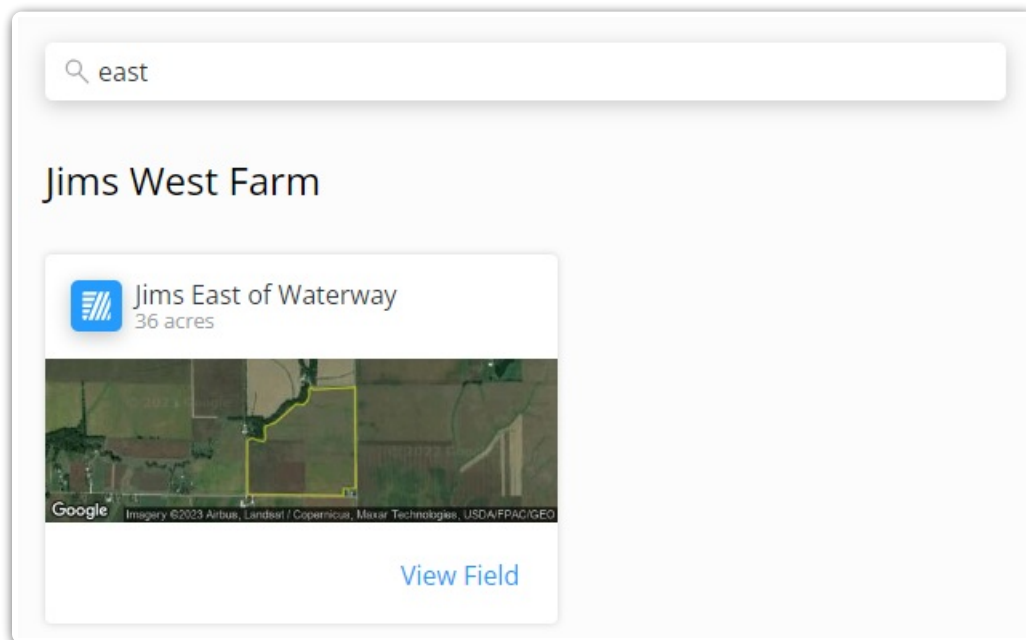 east
Jims West Farm
Jims East of Waterway
36 acres
Google
Imagery ©2023 Airbus, Landsat / Copernicus, Maxar Technologies, USDA/FPAC/GEO
View Field